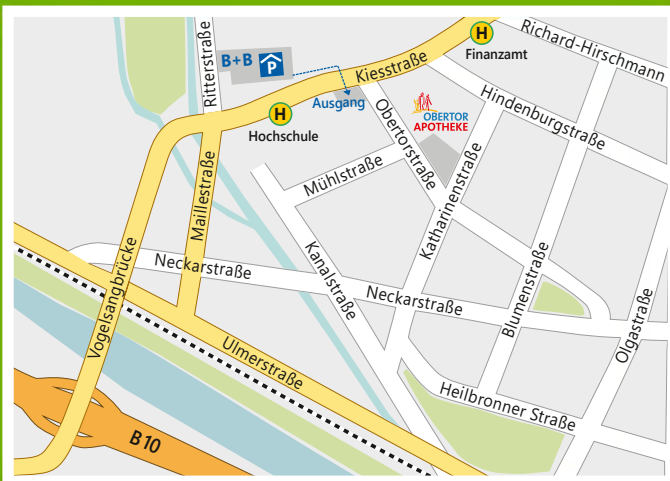 Richard-Hirschmann
H
Finanzamt
Ritterstraße
B+B
P
Kiesstraße
Ausgang
Hindenburgstraße
OBERTOR
APOTHEKE
H
Hochschule
Obertorstraße
Mühlstraße
Katharinenstraße
Maillestraße
Kanalstraße
Neckarstraße
Neckarstraße
Blumenstraße
Olgastraße
Vogelsangbrücke
Ulmerstraße
Heilbronner Straße
B10